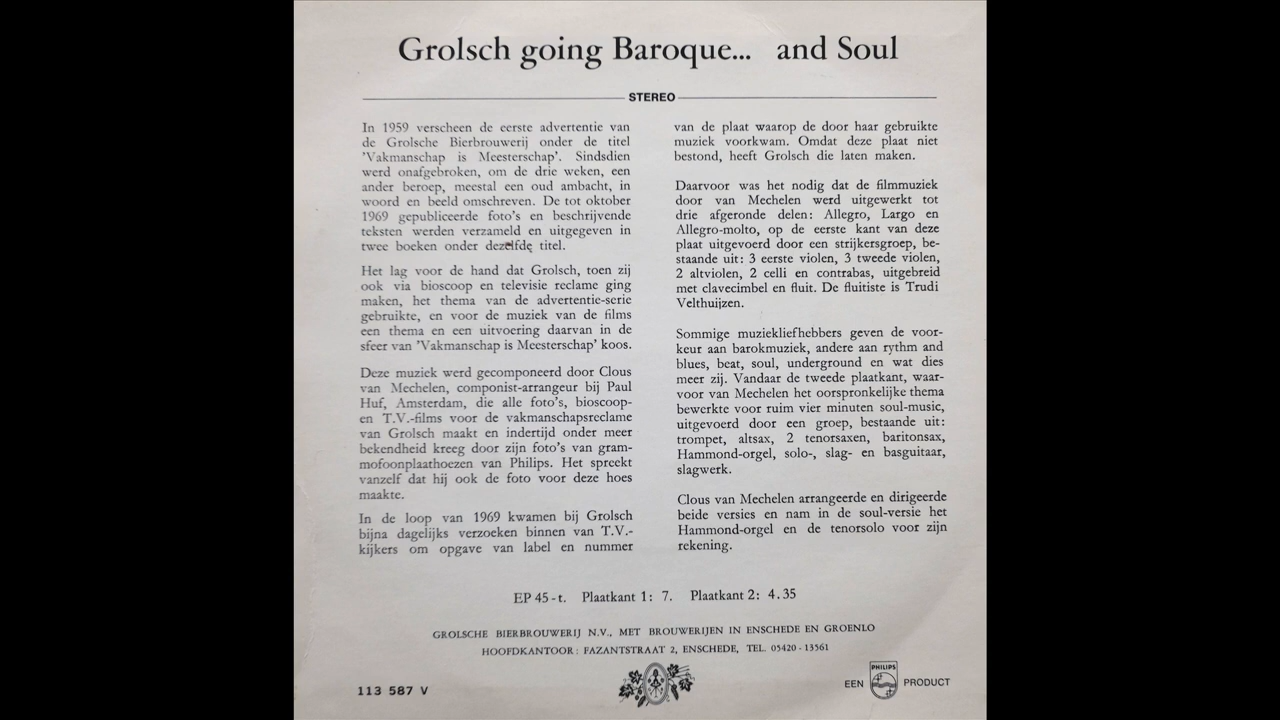 Grolsch going Baroque... and Soul
STEREO
In 1959 verscheen de eerste advertentie van
de Grolsche Bierbrouwerij onder de titel
'Vakmanschap is Meesterschap'. Sindsdien
werd onafgebroken, om de drie weken, een
ander beroep, meestal een oud ambacht, in
woord en beeld omschreven. De tot oktober
1969 gepubliceerde foto's en beschrijvende
teksten werden verzameld en uitgegeven in
twee boeken onder dezelfde titel.
Het lag voor de hand dat Grolsch, toen zij
ook via bioscoop en televisie reclame ging
maken, het thema van de advertentie-serie
gebruikte, en voor de muziek van de films
een thema en een uitvoering daarvan in de
sfeer van 'Vakmanschap is Meesterschap' koos.
Deze muziek werd gecomponeerd door Clous
van Mechelen, componist-arrangeur bij Paul
Huf, Amsterdam, die alle foto's, bioscoop-
en T.V.-films voor de vakmanschapsreclame
van Grolsch maakt en indertijd onder meer
bekendheid kreeg door zijn foto's van gram-
mofoonplaathoezen van Philips. Het spreekt
vanzelf dat hij ook de foto voor deze hoes
maakte.
In de loop van 1969 kwamen bij Grolsch
bijna dagelijks verzoeken binnen van T.V.-
kijkers om opgave van label en nummer
van de plaat waarop de door haar gebruikte
muziek voorkwam. Omdat deze plaat niet
bestond, heeft Grolsch die laten maken.
Daarvoor was het nodig dat de filmmuziek
door van Mechelen werd uitgewerkt tot
drie afgeronde delen: Allegro, Largo en
Allegro-molto, op de eerste kant van deze
plaat uitgevoerd door een strijkersgroep, be-
staande uit: 3 eerste violen, 3 tweede violen,
2 altviolen, 2 celli en contrabas, uitgebreid
met clavecimbel en fluit. De fluitiste is Trudi
Velthuijzen.
Sommige muziekliefhebbers geven de voor-
keur aan barokmuziek, andere aan rythm and
blues, beat, soul, underground en wat dies
meer zij. Vandaar de tweede plaatkant, waar-
voor van Mechelen het oorspronkelijke thema
bewerkte voor ruim vier minuten soul-music,
uitgevoerd door een groep, bestaande uit:
trompet, altsax, 2 tenorsaxen, baritonsax,
Hammond-orgel, solo-, slag- en basguitaar,
slagwerk.
Clous van Mechelen arrangeerde en dirigeerde
beide versies en nam in de soul-versie het
Hammond-orgel en de tenorsolo voor zijn
rekening.
EP 45-t. Plaatkant 1: 7. Plaatkant 2: 4.35
GROLSCHE BIERBROUWERIJ N.V., MET BROUWERIJEN IN ENSCHEDE EN GROENLO
HOOFDKANTOOR: FAZANTSTRAAT 2, ENSCHEDE, TEL. 05420-13561
113 587 V
EEN PHILIPS PRODUCT